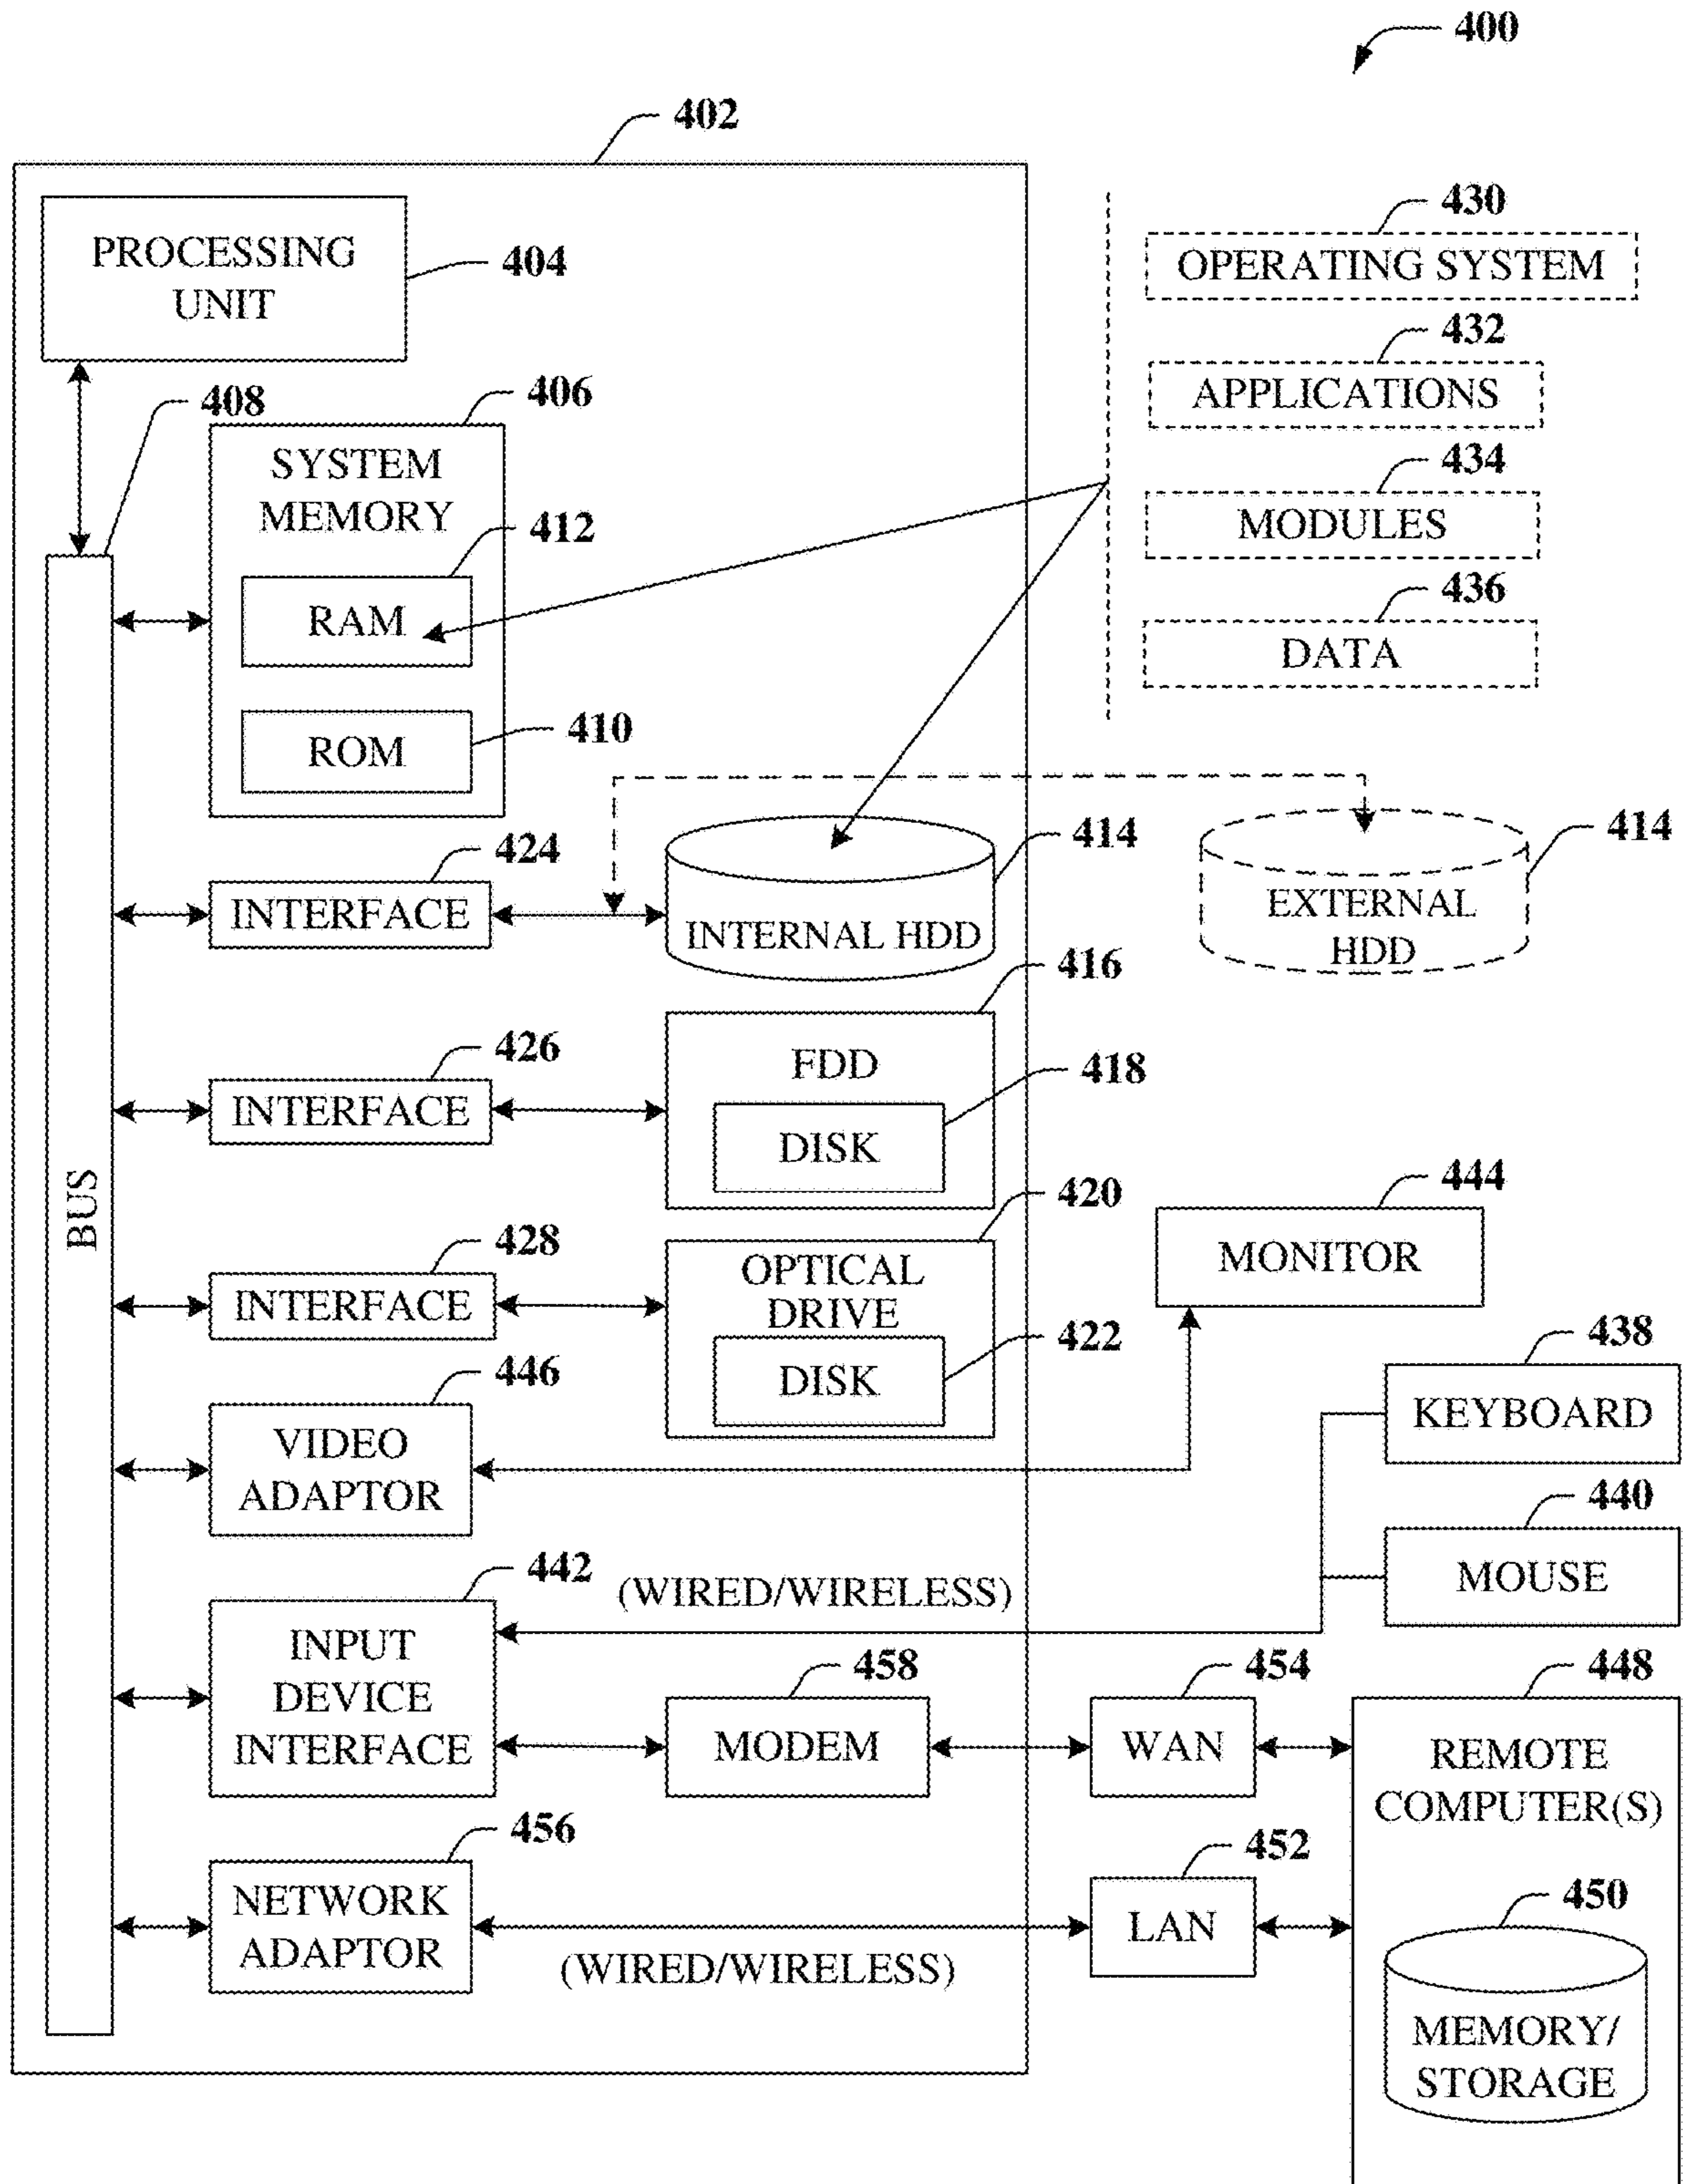 400
402
PROCESSING
UNIT
404
430
OPERATING SYSTEM
432
APPLICATIONS
434
MODULES
436
DATA
408
406
SYSTEM
MEMORY
412
RAM
410
ROM
BUS
424
INTERFACE
414
INTERNAL HDD
414
EXTERNAL
HDD
426
INTERFACE
416
FDD
418
DISK
428
INTERFACE
420
OPTICAL
DRIVE
422
DISK
444
MONITOR
446
VIDEO
ADAPTOR
438
KEYBOARD
440
MOUSE
442
INPUT
DEVICE
INTERFACE
(WIRED/WIRELESS)
458
MODEM
454
WAN
448
REMOTE
COMPUTER(S)
456
NETWORK
ADAPTOR
(WIRED/WIRELESS)
452
LAN
450
MEMORY/
STORAGE